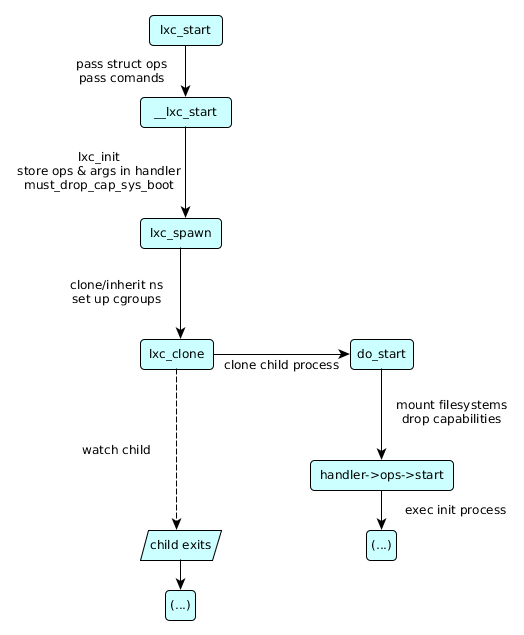 lxc_start
pass struct ops
pass comands
__lxc_start
lxc_init
store ops & args in handler
must_drop_cap_sys_boot
lxc_spawn
clone/inherit ns
set up cgroups
lxc_clone
clone child process
do_start
mount filesystems
drop capabilities
watch child
handler->ops->start
exec init process
child exits
(...)
(...)